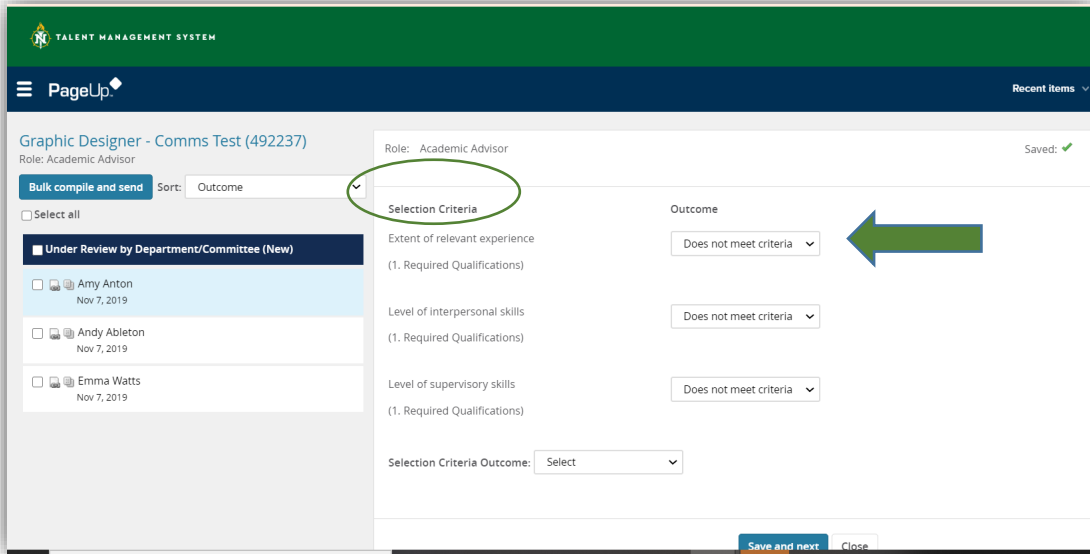 TALENT MANAGEMENT SYSTEM
PageUp
Recent items
Graphic Designer - Comms Test (492237)
Role: Academic Advisor
Bulk compile and send Sort: Outcome
Select all
Under Review by Department/Committee (New)
Amy Anton
Nov 7, 2019
Andy Ableton
Nov 7, 2019
Emma Watts
Nov 7, 2019
Role: Academic Advisor Saved:
Selection Criteria Outcome
Extent of relevant experience Does not meet criteria
(1. Required Qualifications)
Level of interpersonal skills Does not meet criteria
(1. Required Qualifications)
Level of supervisory skills Does not meet criteria
(1. Required Qualifications)
Selection Criteria Outcome: Select
Save and next Close